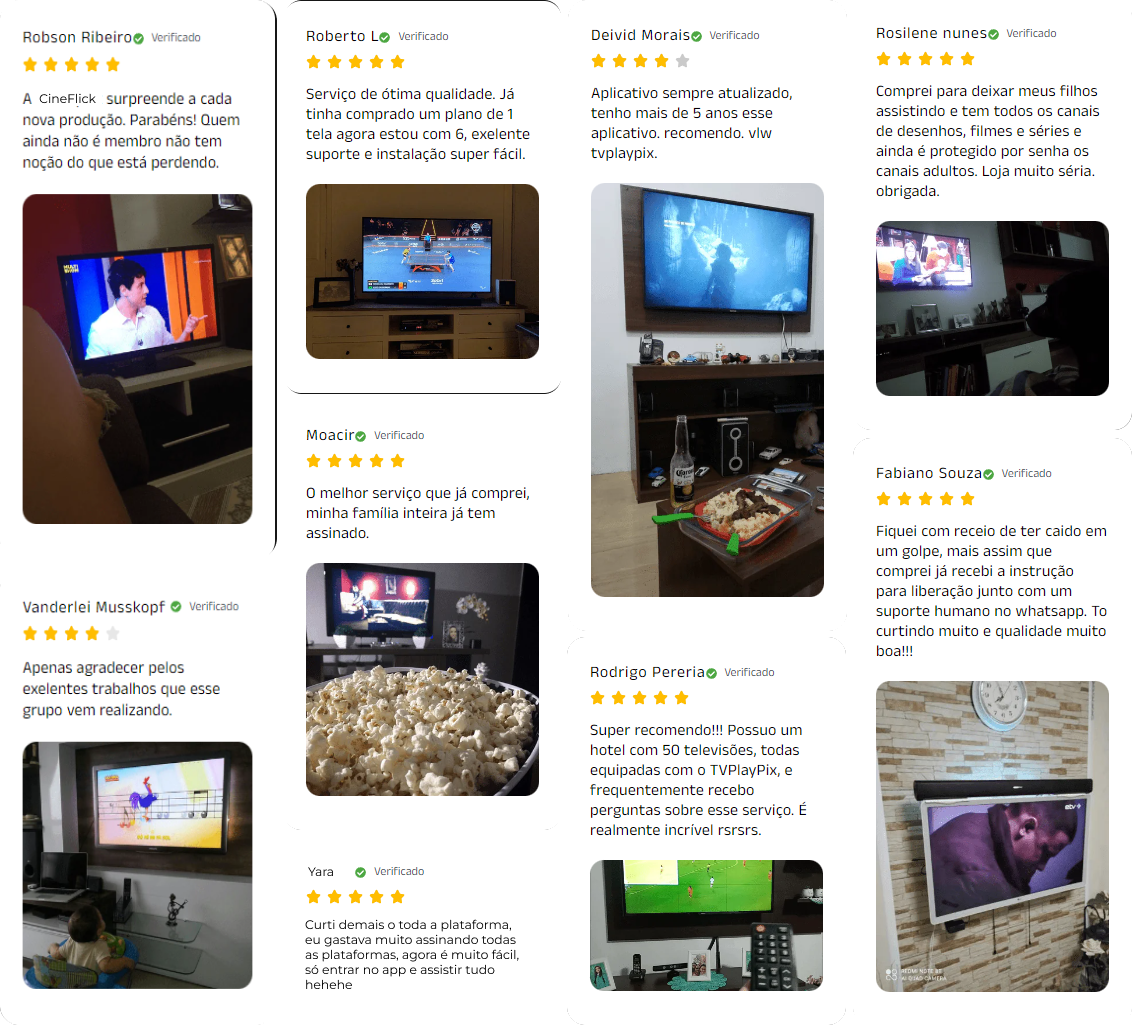 Robson Ribeiro Verificado
A CineFlick surpreende a cada
nova produção. Parabéns! Quem
ainda não é membro não tem
noção do que está perdendo.
MULTI
SHOW
Vanderlei Musskopf Verificado
Apenas agradecer pelos
exelentes trabalhos que esse
grupo vem realizando.
Roberto L Verificado
Serviço de ótima qualidade. Já
tinha comprado um plano de 1
tela agora estou com 6, exelente
suporte e instalação super fácil.
Moacir Verificado
O melhor serviço que já comprei,
minha família inteira já tem
assinado.
Yara Verificado
Curti demais o toda a plataforma,
eu gastava muito assinando todas
as plataformas, agora é muito fácil,
só entrar no app e assistir tudo
hehehe
Deivid Morais Verificado
Aplicativo sempre atualizado,
tenho mais de 5 anos esse
aplicativo. recomendo. vlw
tvplaypix.
Corona
Rodrigo Pereria Verificado
Super recomendo!!! Possuo um
hotel com 50 televisões, todas
equipadas com o TVPlayPix, e
frequentemente recebo
perguntas sobre esse serviço. É
realmente incrível rsrsrs.
Rosilene nunes Verificado
Comprei para deixar meus filhos
assistindo e tem todos os canais
de desenhos, filmes e séries e
ainda é protegido por senha os
canais adultos. Loja muito séria.
obrigada.
Fabiano Souza Verificado
Fiquei com receio de ter caido em
um golpe, mais assim que
comprei já recebi a instrução
para liberação junto com um
suporte humano no whatsapp. To
curtindo muito e qualidade muito
boa!!!
REDMI NOTE 8T
AI QUAD CAMERA